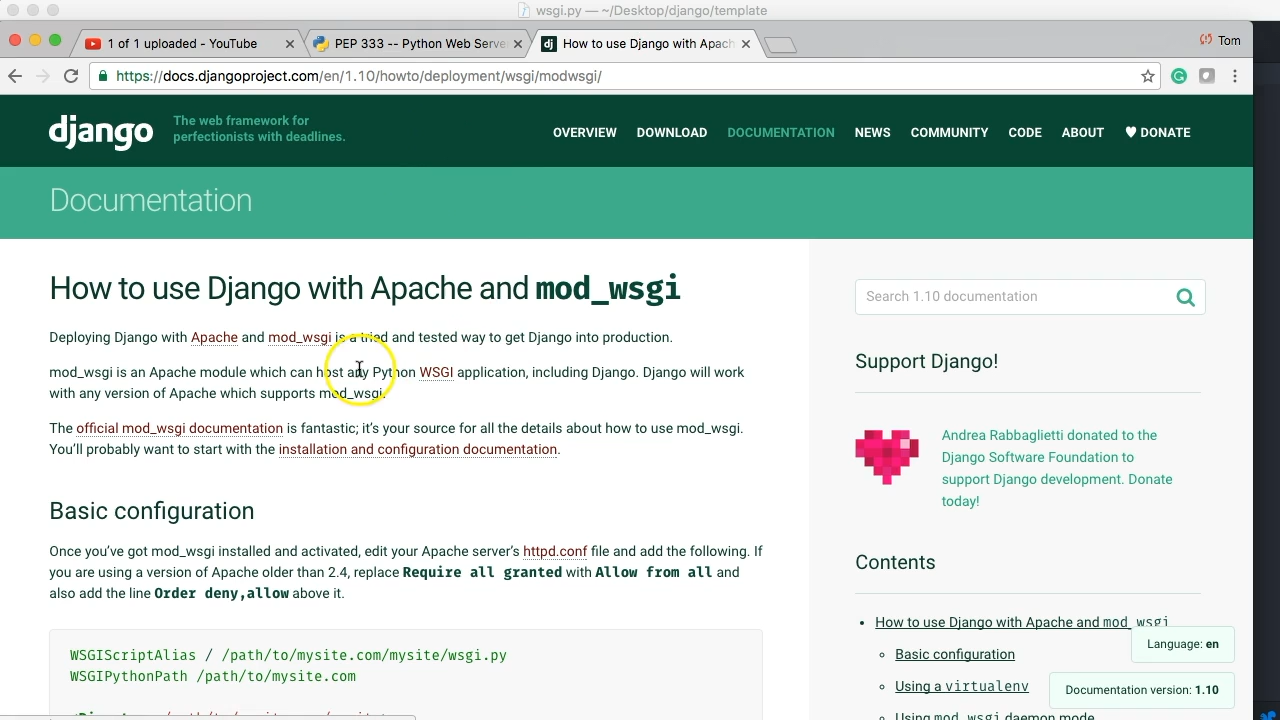 wsgi.py — ~/Desktop/django/template
1 of 1 uploaded - YouTube
PEP 333 -- Python Web Serve
How to use Django with Apach
Tom
https://docs.djangoproject.com/en/1.10/howto/deployment/wsgi/modwsgi/
django
The web framework for
perfectionists with deadlines.
OVERVIEW DOWNLOAD DOCUMENTATION NEWS COMMUNITY CODE ABOUT ♥ DONATE
Documentation
How to use Django with Apache and mod_wsgi
Deploying Django with Apache and mod_wsgi is a tried and tested way to get Django into production.
mod_wsgi is an Apache module which can host any Python WSGI application, including Django. Django will work
with any version of Apache which supports mod_wsgi.
The official mod_wsgi documentation is fantastic; it's your source for all the details about how to use mod_wsgi.
You'll probably want to start with the installation and configuration documentation.
Basic configuration
Once you've got mod_wsgi installed and activated, edit your Apache server's httpd.conf file and add the following. If
you are using a version of Apache older than 2.4, replace Require all granted with Allow from all and
also add the line Order deny,allow above it.
WSGIScriptAlias / /path/to/mysite.com/mysite/wsgi.py
WSGIPythonPath /path/to/mysite.com
Search 1.10 documentation
Support Django!
Andrea Rabbaglietti donated to the
Django Software Foundation to
support Django development. Donate
today!
Contents
How to use Django with Apache and mod_wsgi
Basic configuration
Using a virtualenv
Using mod_wsgi daemon mode
Language: en
Documentation version: 1.10